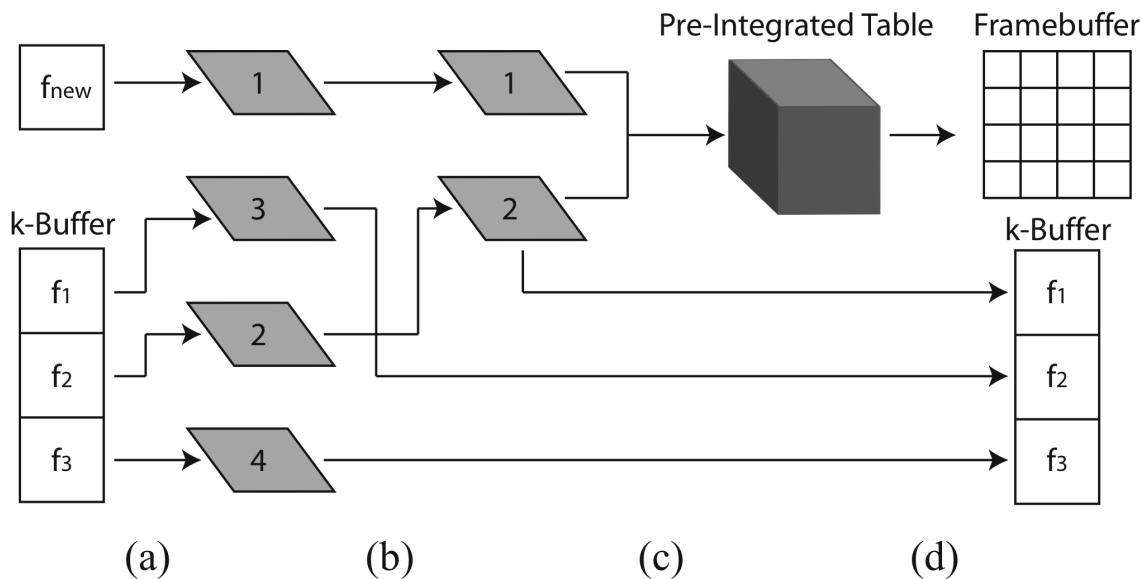 Pre-Integrated Table
Framebuffer
fnew
1
1
3
2
k-Buffer
k-Buffer
f1
f1
2
f2
f2
f3
4
f3
(a)
(b)
(c)
(d)